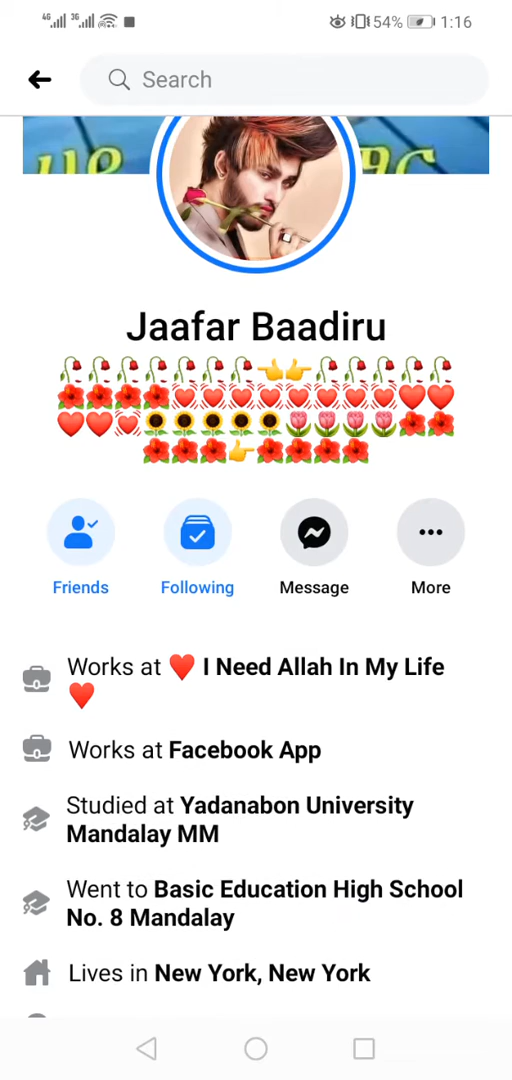 4G 3G 54% 1:16
Search
Jaafar Baadiru
Friends Following Message More
Works at ❤️ I Need Allah In My Life
❤️
Works at Facebook App
Studied at Yadanabon University
Mandalay MM
Went to Basic Education High School
No. 8 Mandalay
Lives in New York, New York